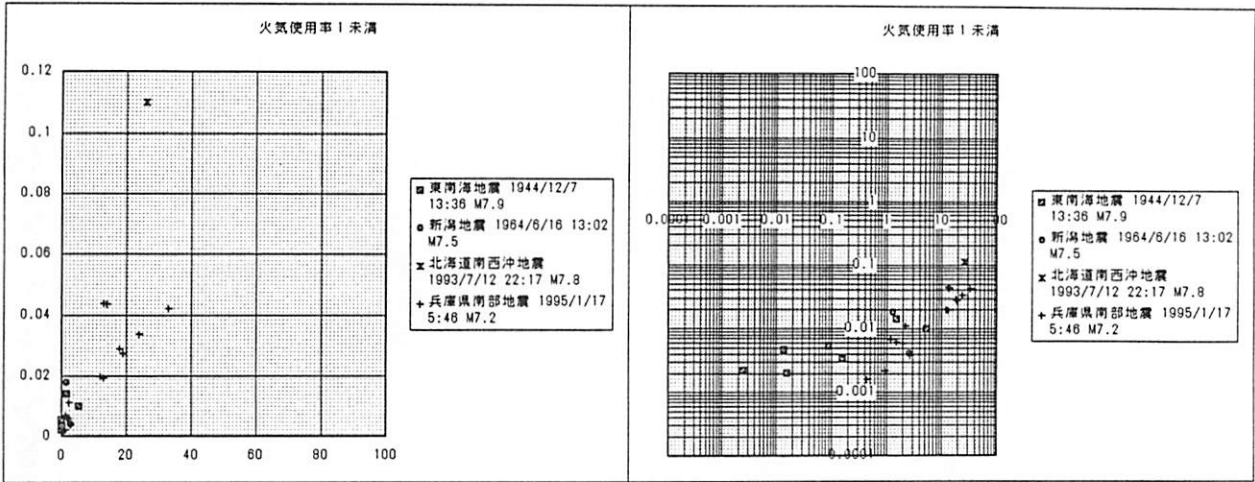 火気使用率1未満
0.12
0.1
0.08
0.06
0.04
0.02
0
0 20 40 60 80 100
東南海地震 1944/12/7
13:36 M7.9
新潟地震 1964/6/16 13:02
M7.5
北海道南西沖地震
1993/7/12 22:17 M7.8
兵庫県南部地震 1995/1/17
5:46 M7.2
火気使用率1未満
100
10
1
0.0001 0.001 0.01 0.1 1 10 00
0.1
0.01
0.001
0.0001
東南海地震 1944/12/7
13:36 M7.9
新潟地震 1964/6/16 13:02
M7.5
北海道南西沖地震
1993/7/12 22:17 M7.8
兵庫県南部地震 1995/1/17
5:46 M7.2